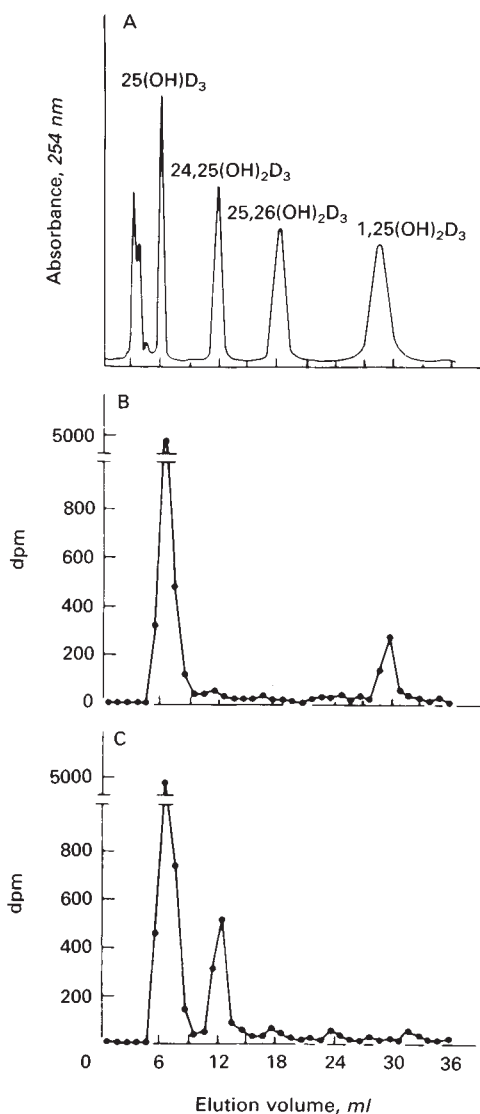 A
25(OH)D₃
24,25(OH)₂D₃
25,26(OH)₂D₃
1,25(OH)₂D₃
Absorbance, 254 nm
B
5000
800
600
400
200
0
dpm
C
5000
800
600
400
200
dpm
0 6 12 18 24 30 36
Elution volume, ml